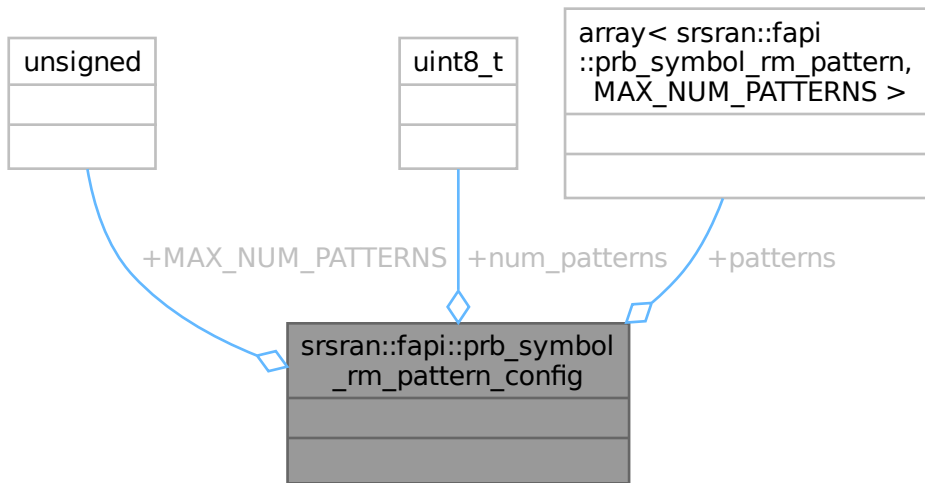 unsigned
uint8_t
array< srsran::fapi
::prb_symbol_rm_pattern,
MAX_NUM_PATTERNS >
+MAX_NUM_PATTERNS
+num_patterns
+patterns
srsran::fapi::prb_symbol
_rm_pattern_config